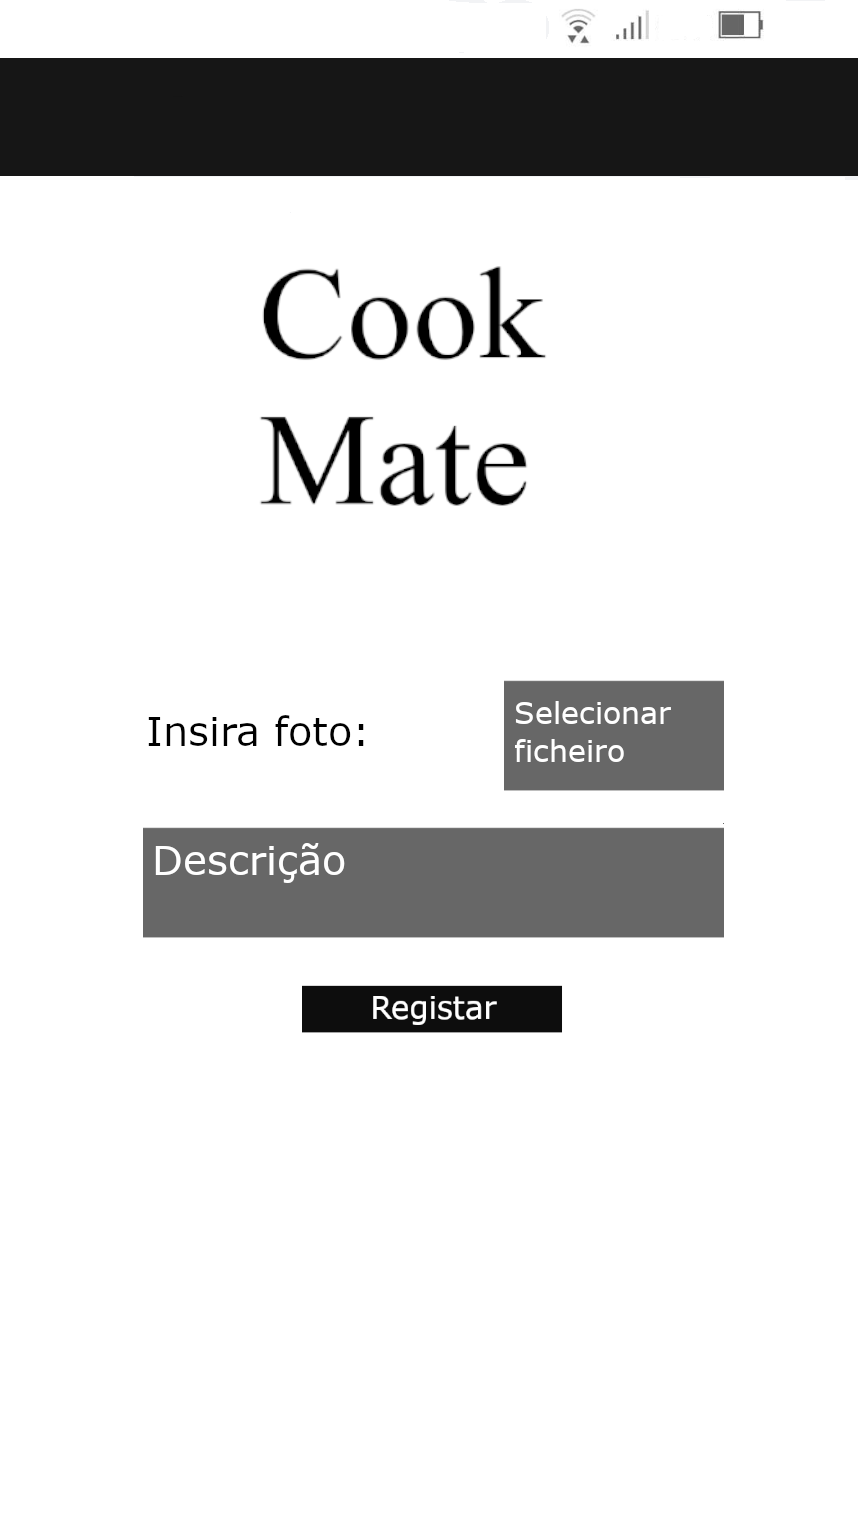 Cook
Mate
Insira foto:
Selecionar
ficheiro
Descrição
Registar